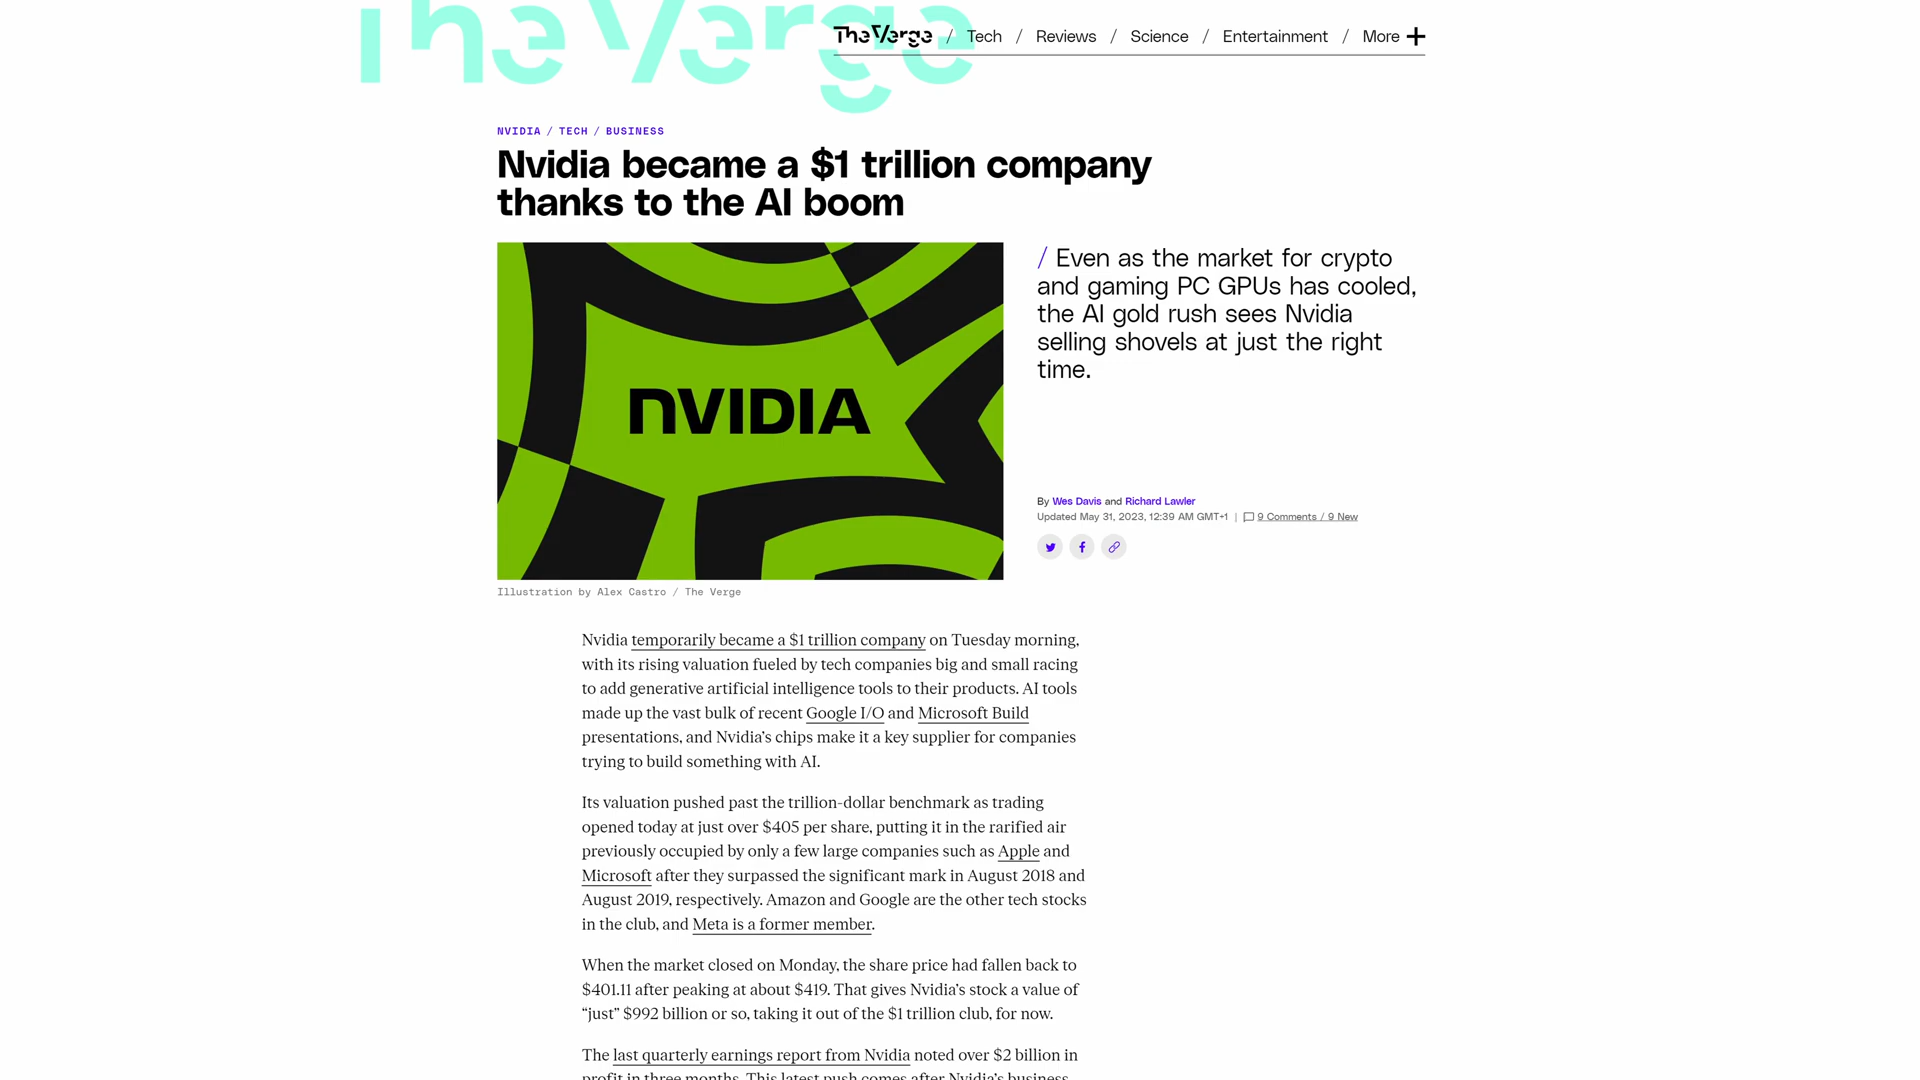 The Verge
The Verge / Tech / Reviews / Science / Entertainment / More +
NVIDIA / TECH / BUSINESS
Nvidia became a $1 trillion company
thanks to the AI boom
NVIDIA
/ Even as the market for crypto
and gaming PC GPUs has cooled,
the AI gold rush sees Nvidia
selling shovels at just the right
time.
By Wes Davis and Richard Lawler
Updated May 31, 2023, 12:39 AM GMT+1 | 9 Comments / 9 New
Illustration by Alex Castro / The Verge
Nvidia temporarily became a $1 trillion company on Tuesday morning,
with its rising valuation fueled by tech companies big and small racing
to add generative artificial intelligence tools to their products. AI tools
made up the vast bulk of recent Google I/O and Microsoft Build
presentations, and Nvidia’s chips make it a key supplier for companies
trying to build something with AI.
Its valuation pushed past the trillion-dollar benchmark as trading
opened today at just over $405 per share, putting it in the rarified air
previously occupied by only a few large companies such as Apple and
Microsoft after they surpassed the significant mark in August 2018 and
August 2019, respectively. Amazon and Google are the other tech stocks
in the club, and Meta is a former member.
When the market closed on Monday, the share price had fallen back to
$401.11 after peaking at about $419. That gives Nvidia’s stock a value of
“just” $992 billion or so, taking it out of the $1 trillion club, for now.
The last quarterly earnings report from Nvidia noted over $2 billion in
profit in three months. This latest push comes after Nvidia’s business